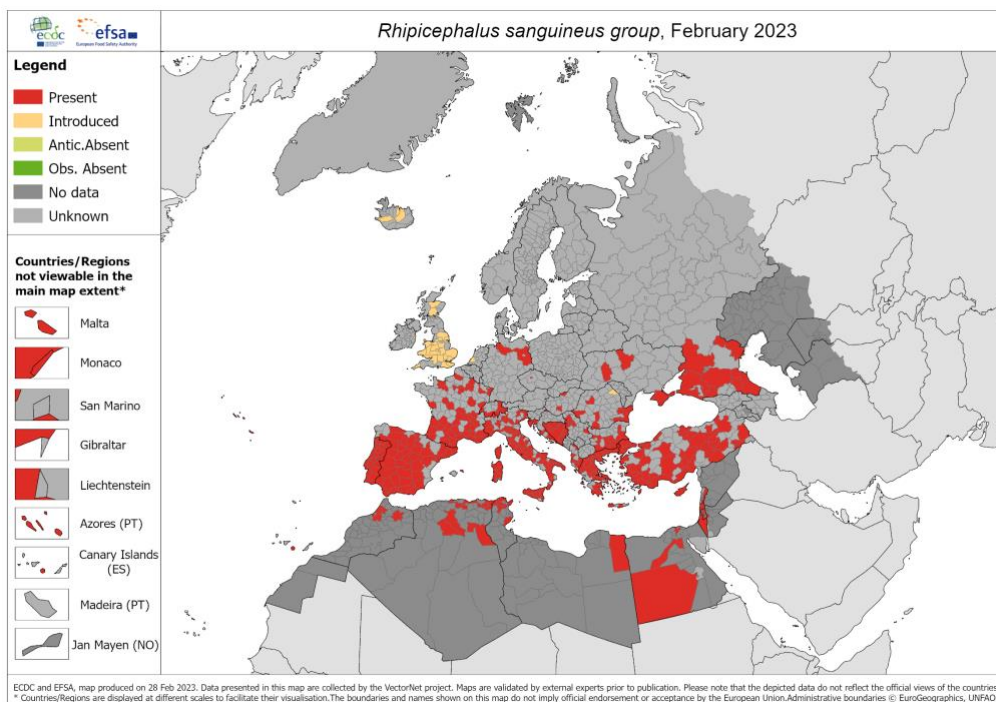 ecdc
efsa
European Food Safety Authority
Rhipicephalus sanguineus group, February 2023
Legend
Present
Introduced
Antic.Absent
Obs. Absent
No data
Unknown
Countries/Regions
not viewable in the
main map extent*
Malta
Monaco
San Marino
Gibraltar
Liechtenstein
Azores (PT)
Canary Islands
(ES)
Madeira (PT)
Jan Mayen (NO)
ECDC and EFSA, map produced on 28 Feb 2023. Data presented in this map are collected by the VectorNet project. Maps are validated by external experts prior to publication. Please note that the depicted data do not reflect the official views of the countries
* Countries/Regions are displayed at different scales to facilitate their visualisation.The boundaries and names shown on this map do not imply official endorsement or acceptance by the European Union.Administrative boundaries © EuroGeographics, UNFAO